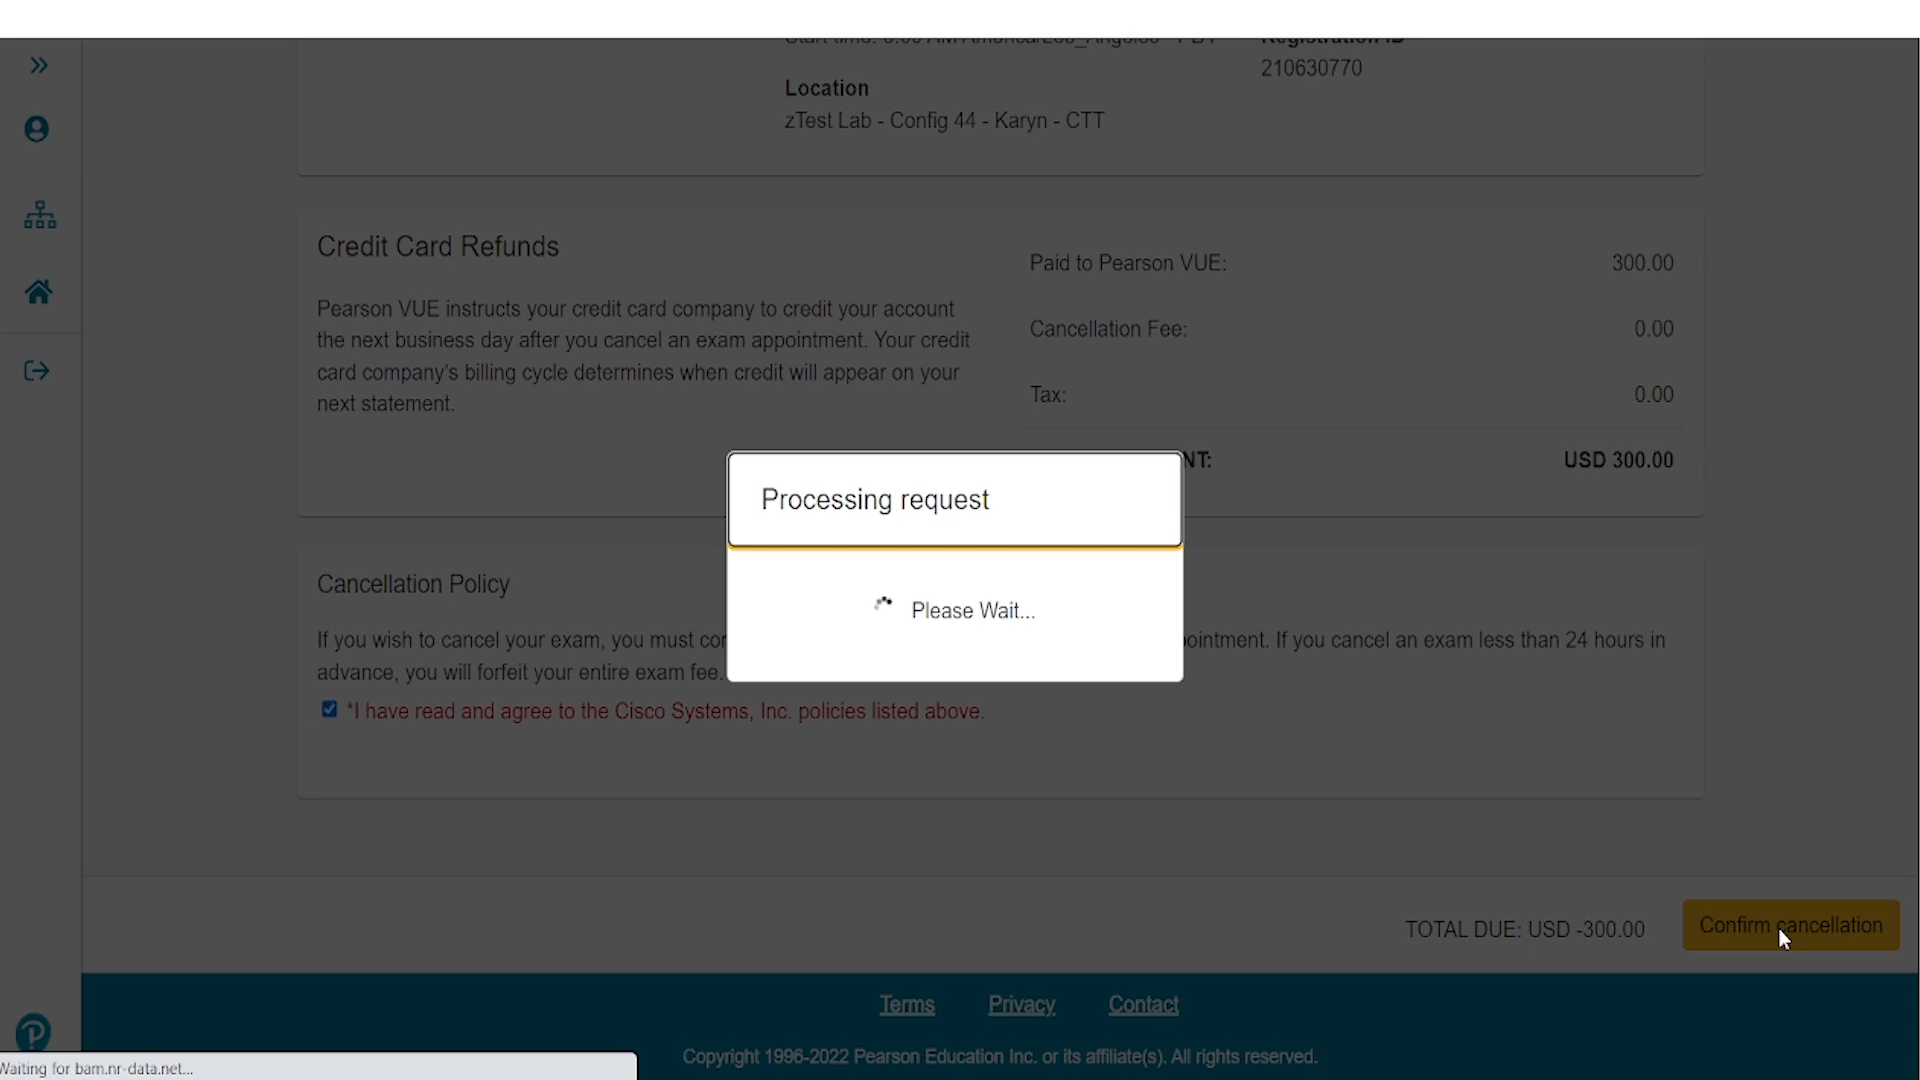 Registration ID
210630770
Location
zTest Lab - Config 44 - Karyn - CTT
Credit Card Refunds
Pearson VUE instructs your credit card company to credit your account
the next business day after you cancel an exam appointment. Your credit
card company's billing cycle determines when credit will appear on your
next statement.
Paid to Pearson VUE: 300.00
Cancellation Fee: 0.00
Tax: 0.00
NT: USD 300.00
Processing request
Please Wait...
Cancellation Policy
If you wish to cancel your exam, you must cor pointment. If you cancel an exam less than 24 hours in
advance, you will forfeit your entire exam fee.
*I have read and agree to the Cisco Systems, Inc. policies listed above.
TOTAL DUE: USD -300.00
Confirm cancellation
Terms Privacy Contact
Copyright 1996-2022 Pearson Education Inc. or its affiliate(s). All rights reserved.
Waiting for bam.nr-data.net...